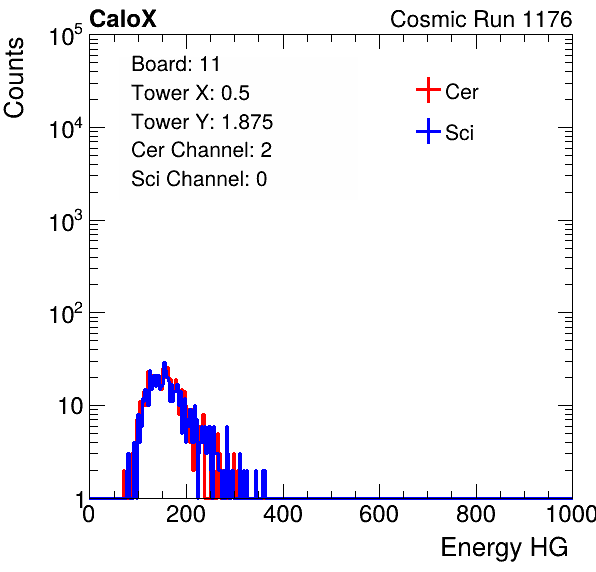 CaloX Cosmic Run 1176
Counts
Board: 11
Tower X: 0.5
Tower Y: 1.875
Cer Channel: 2
Sci Channel: 0
Cer
Sci
10^5
10^4
10^3
10^2
10
1
0 200 400 600 800 1000
Energy HG